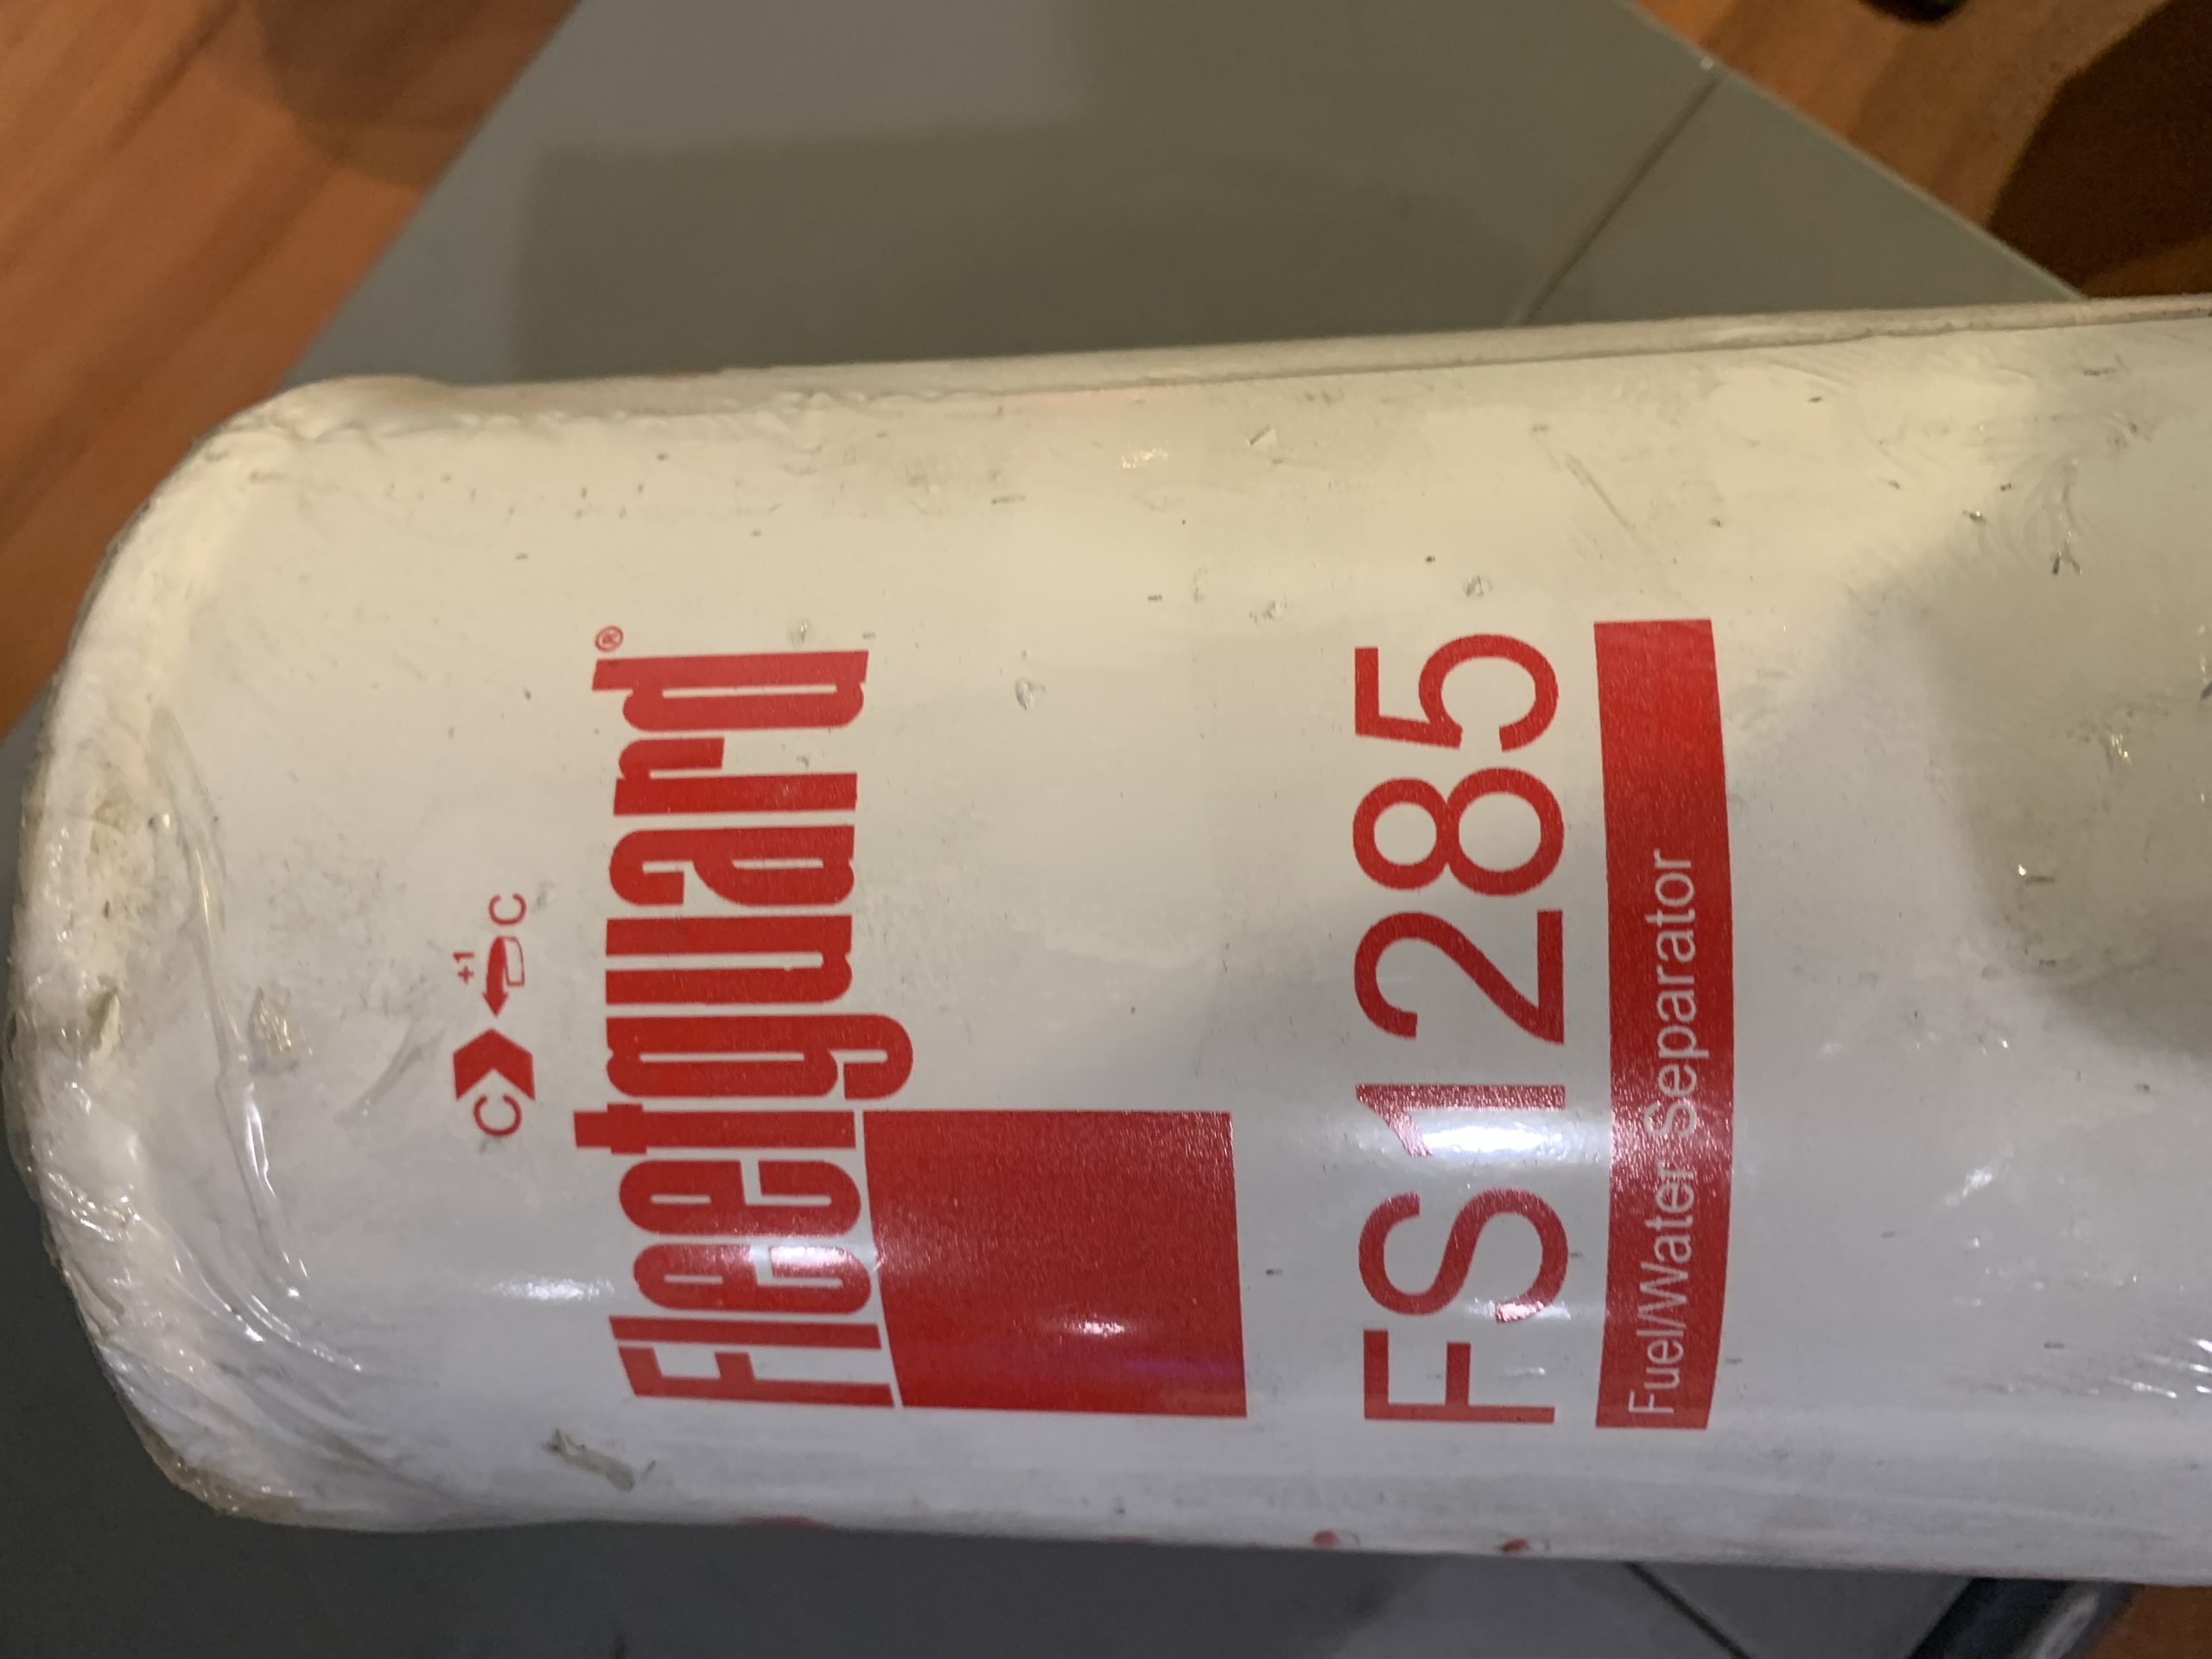 C +1 C
Fleetguard®
FS1285
Fuel/Water Separator